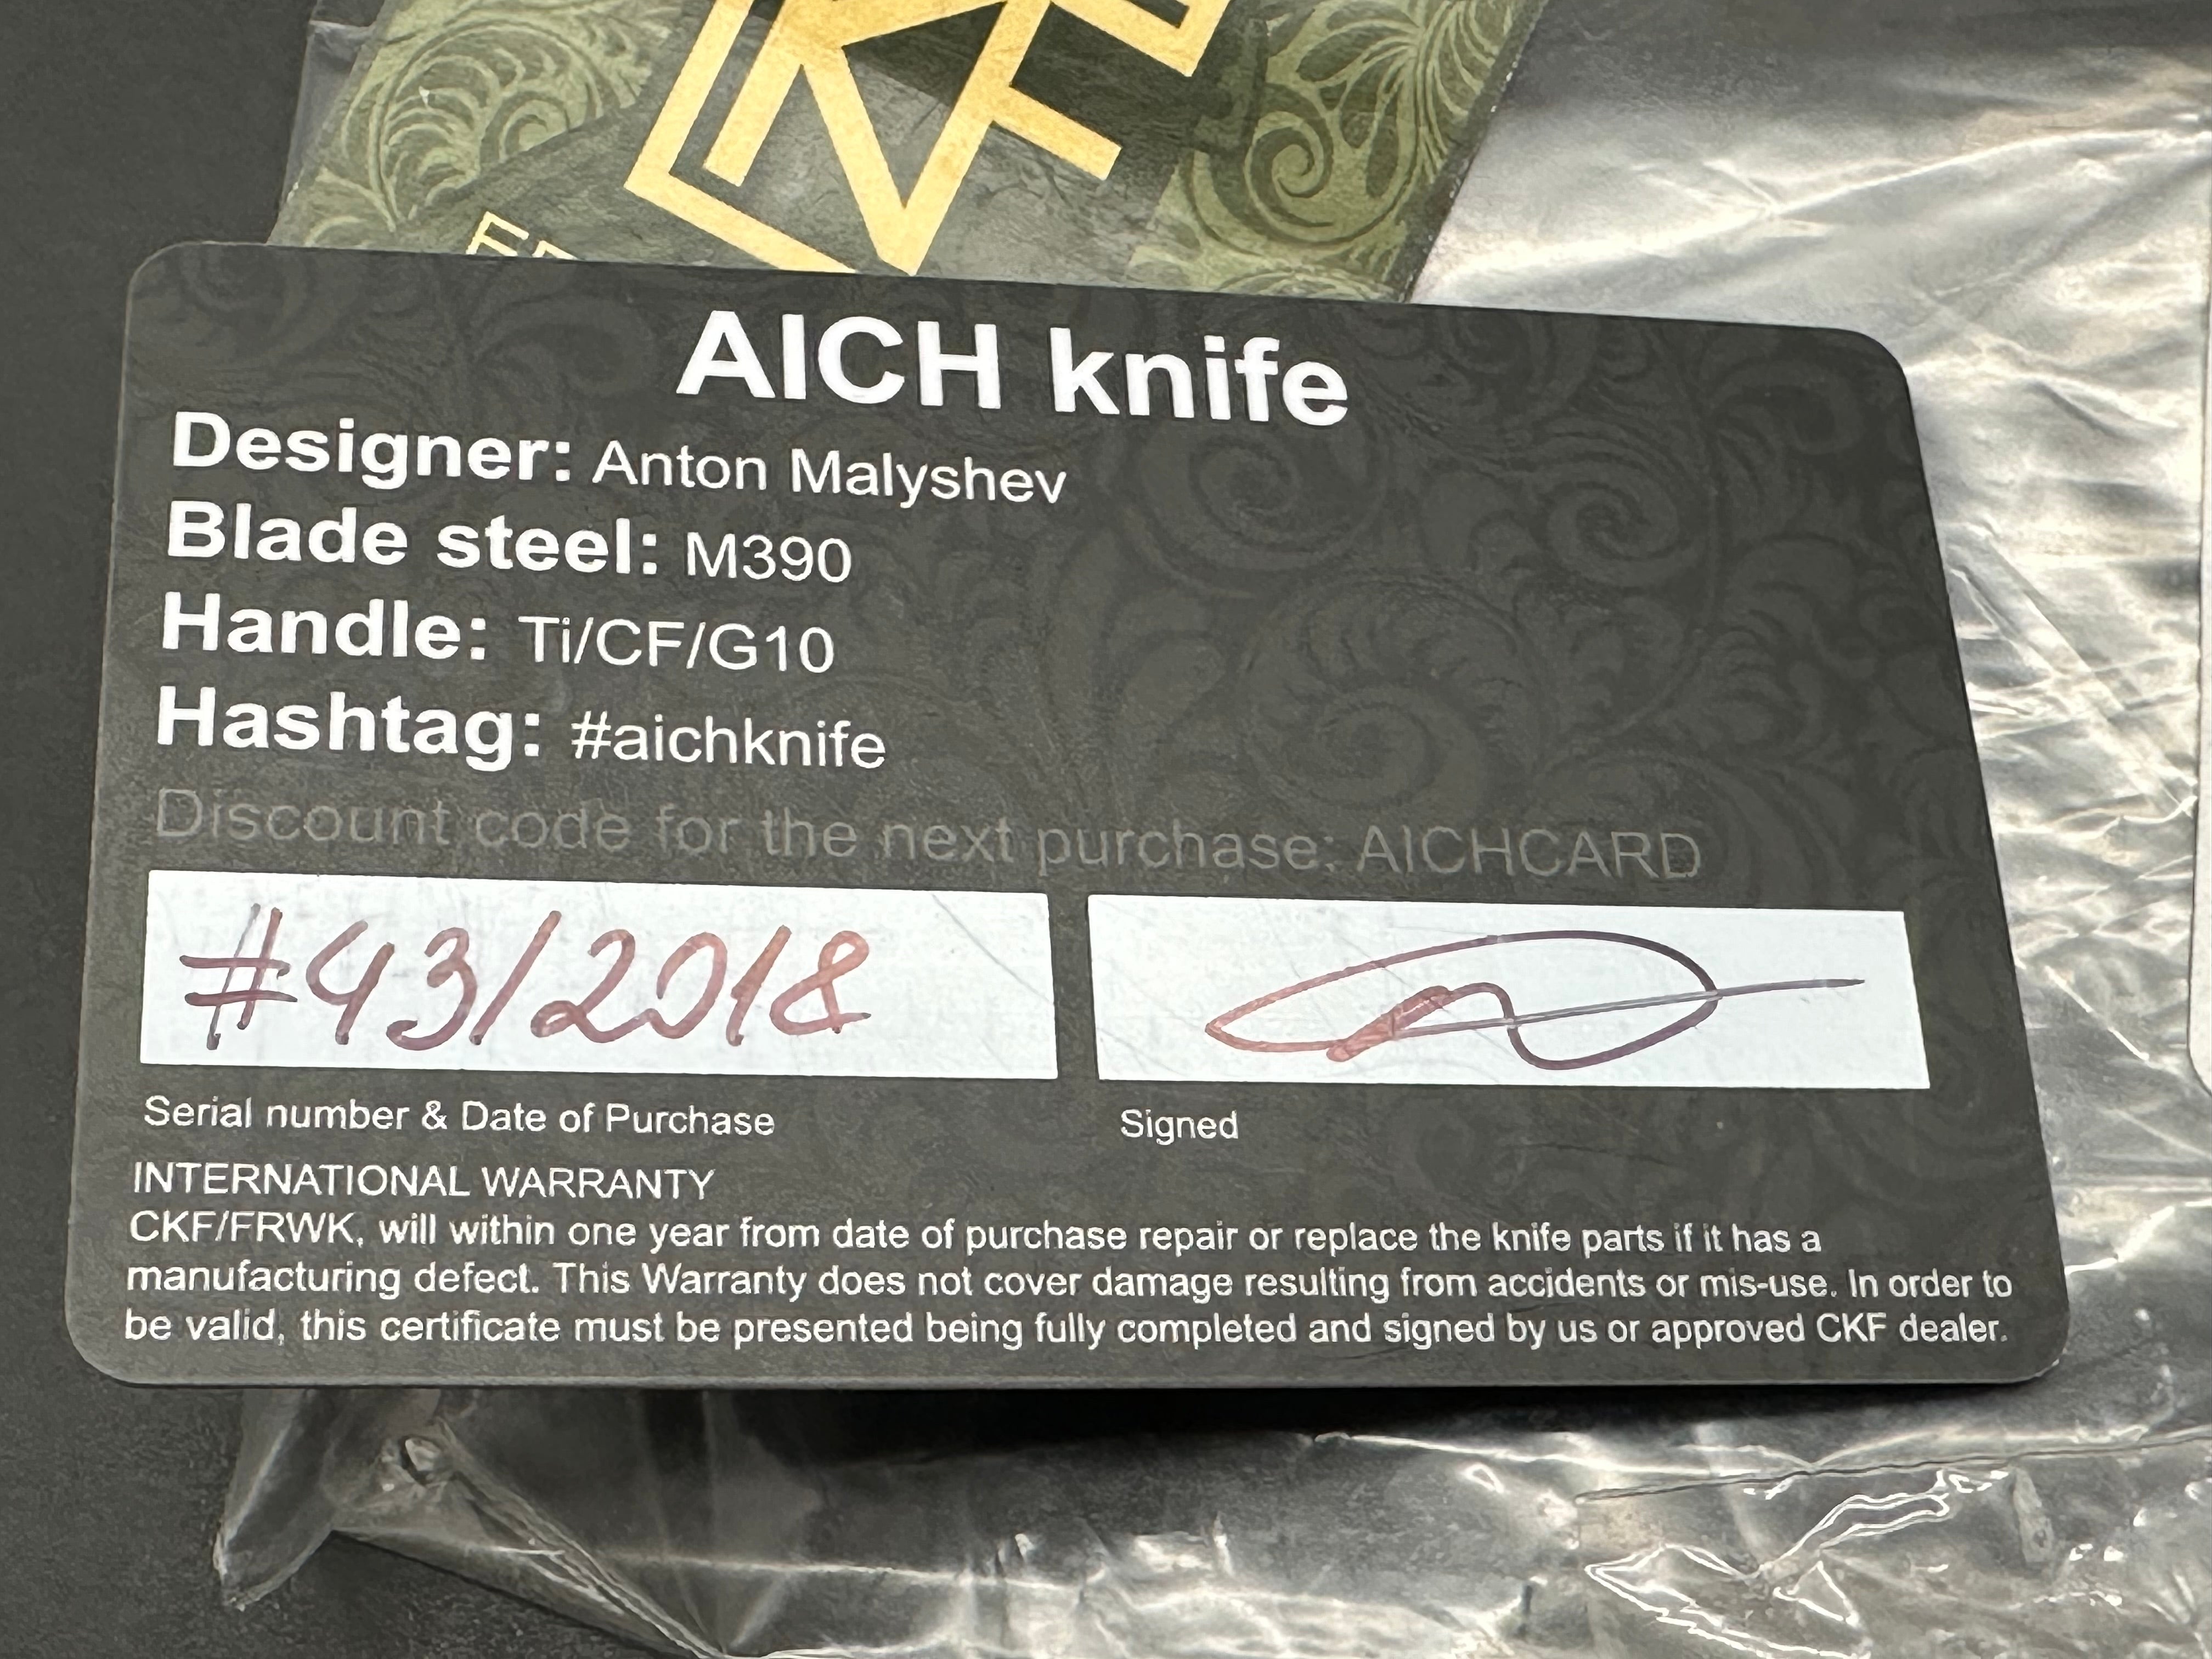 CKF
AICH knife
Designer: Anton Malyshev
Blade steel: M390
Handle: Ti/CF/G10
Hashtag: #aichknife
Discount code for the next purchase: AICHCARD
#43/2018
Serial number & Date of Purchase
Signed
INTERNATIONAL WARRANTY
CKF/FRWK, will within one year from date of purchase repair or replace the knife parts if it has a
manufacturing defect. This Warranty does not cover damage resulting from accidents or mis-use. In order to
be valid, this certificate must be presented being fully completed and signed by us or approved CKF dealer.